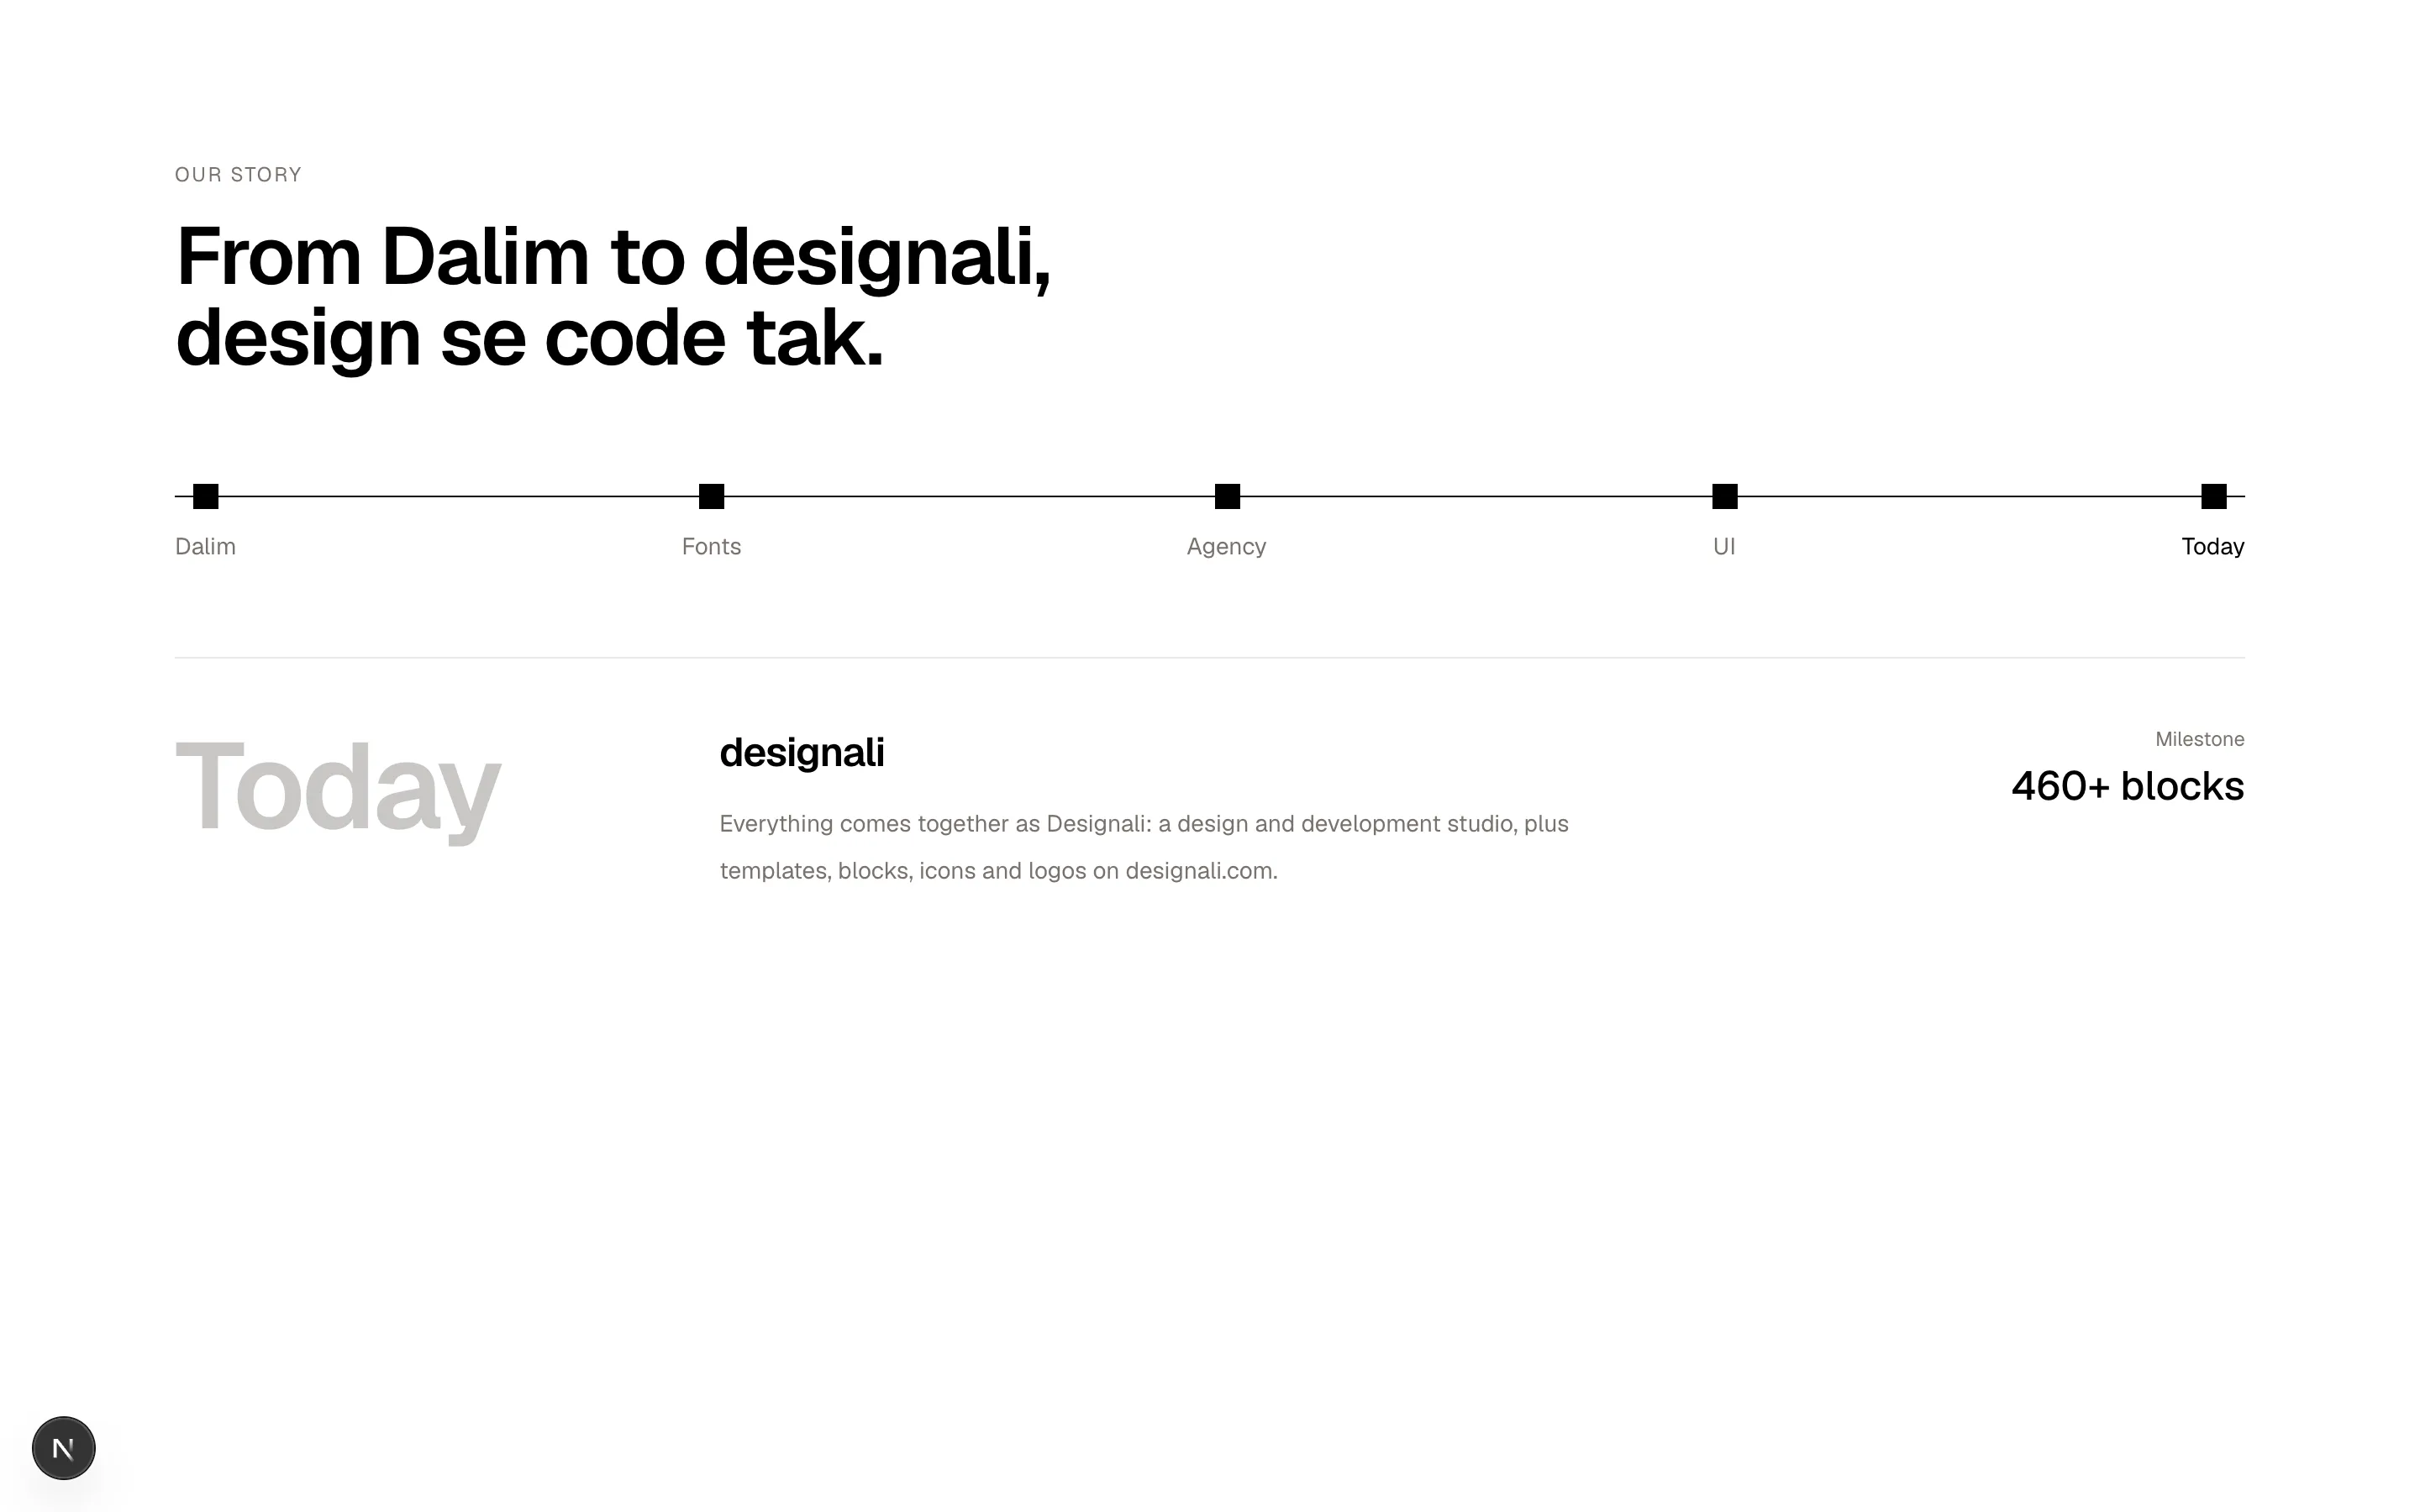 OUR STORY
From Dalim to designali,
design se code tak.
Dalim
Fonts
Agency
UI
Today
Today
designali
Everything comes together as Designali: a design and development studio, plus
templates, blocks, icons and logos on designali.com.
Milestone
460+ blocks
N